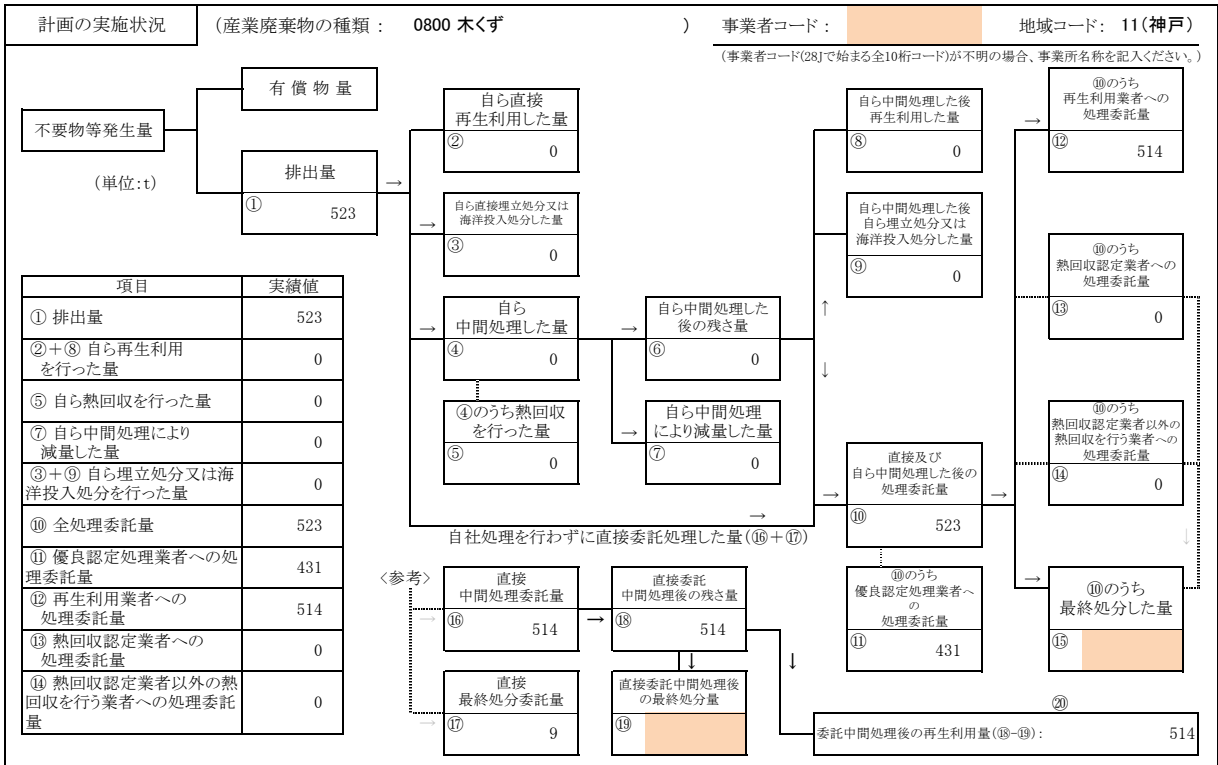 計画の実施状況 (産業廃棄物の種類： 0800 木くず ) 事業者コード： 地域コード： 11(神戸)
(事業者コード(28Jで始まる全10桁コード)が不明の場合、事業所名称を記入ください。)
不要物等発生量
(単位:t)
有償物量
排出量
① 523
→
自ら直接
再生利用した量
② 0
→
自ら直接埋立処分又は
海洋投入処分した量
③ 0
→
自ら
中間処理した量
④ 0
④のうち熱回収
を行った量
⑤ 0
→
自ら中間処理した
後の残さ量
⑥ 0
→
自ら中間処理
により減量した量
⑦ 0
自ら中間処理した後
再生利用した量
⑧ 0
自ら中間処理した後
自ら埋立処分又は
海洋投入処分した量
⑨ 0
↑
↓
→
直接及び
自ら中間処理した後の
処理委託量
⑩ 523
→
⑩のうち
優良認定処理業者へ
の
処理委託量
⑪ 431
→
⑩のうち
再生利用業者への
処理委託量
⑫ 514
⑩のうち
熱回収認定業者への
処理委託量
⑬ 0
⑩のうち
熱回収認定業者以外の
熱回収を行う業者への
処理委託量
⑭ 0
↓
→
⑩のうち
最終処分した量
⑮
→
自社処理を行わずに直接委託処理した量(⑯＋⑰)
<参考>
→
直接
中間処理委託量
⑯ 514
→
直接委託
中間処理後の残さ量
⑱ 514
→
直接
最終処分委託量
⑰ 9
↓
直接委託中間処理後
の最終処分量
⑲
↓
⑳
委託中間処理後の再生利用量(⑱-⑲)： 514
項目 実績値
① 排出量 523
②＋⑧ 自ら再生利用
を行った量 0
⑤ 自ら熱回収を行った量 0
⑦ 自ら中間処理により
減量した量 0
③＋⑨ 自ら埋立処分又は海
洋投入処分を行った量 0
⑩ 全処理委託量 523
⑪ 優良認定処理業者への処
理委託量 431
⑫ 再生利用業者への
処理委託量 514
⑬ 熱回収認定業者への
処理委託量 0
⑭ 熱回収認定業者以外の熱
回収を行う業者への処理委託
量 0